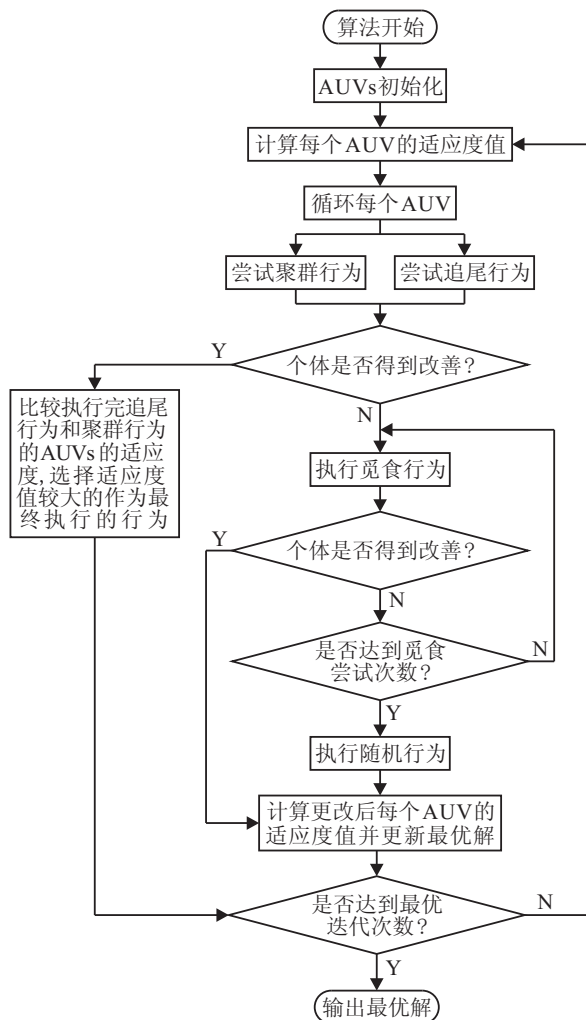 算法开始
AUVs初始化
计算每个AUV的适应度值
循环每个AUV
尝试聚群行为
尝试追尾行为
Y
个体是否得到改善?
N
比较执行完追尾
行为和聚群行为
的AUVs的适应
度,选择适应度
值较大的作为最
终执行的行为
执行觅食行为
Y
个体是否得到改善?
N
是否达到觅食
尝试次数?
N
Y
执行随机行为
计算更改后每个AUV的
适应度值并更新最优解
是否达到最优
迭代次数?
N
Y
输出最优解